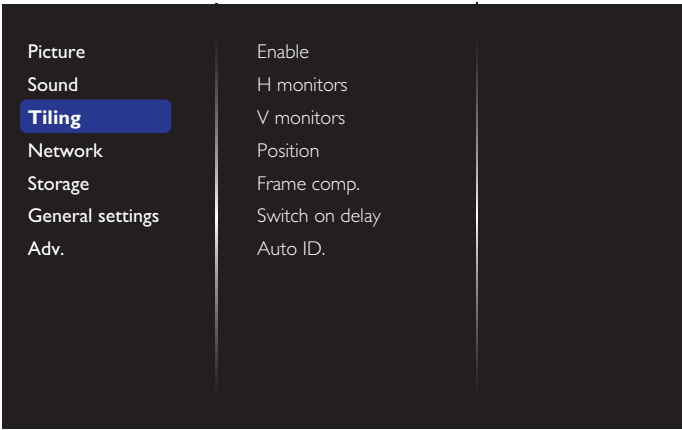 Picture
Sound
Tiling
Network
Storage
General settings
Adv.
Enable
H monitors
V monitors
Position
Frame comp.
Switch on delay
Auto ID.